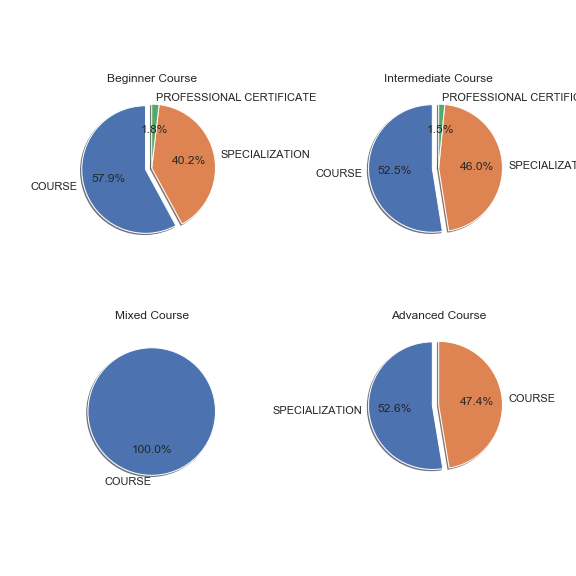 Beginner Course
PROFESSIONAL CERTIFICATE
1.8%
SPECIALIZATION
40.2%
57.9%
COURSE
Intermediate Course
PROFESSIONAL CERTIFIC
1.5%
SPECIALIZAT
46.0%
52.5%
COURSE
Mixed Course
100.0%
COURSE
Advanced Course
SPECIALIZATION
52.6%
47.4%
COURSE